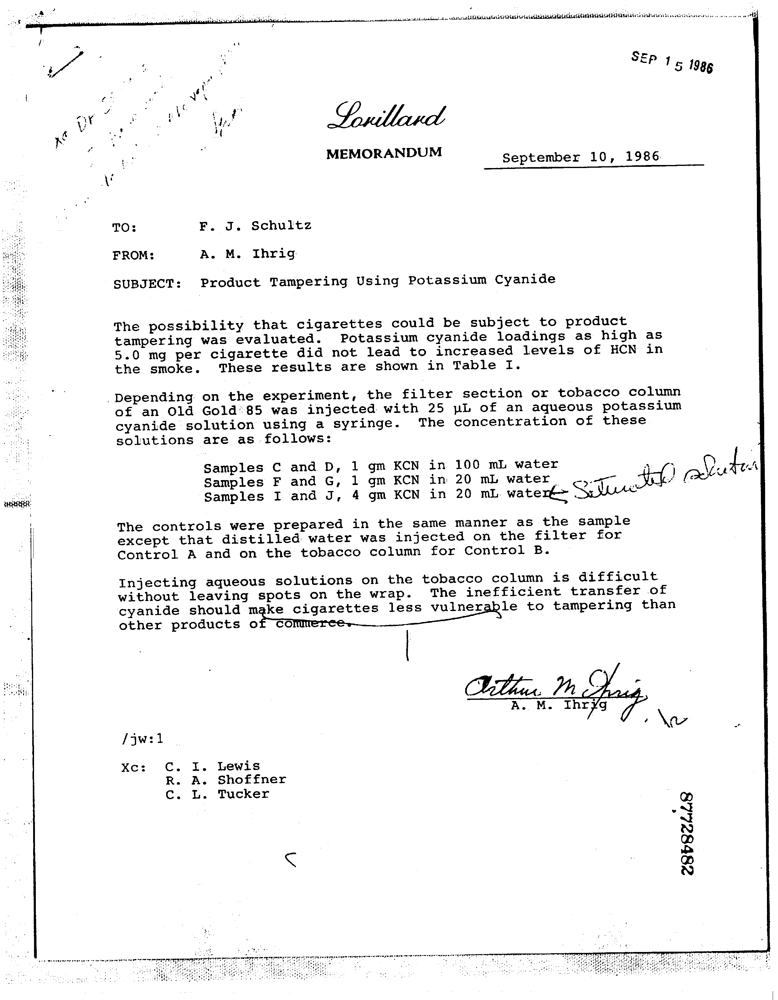 SEP 15 1986
xo Dr
Lorillard
MEMORANDUM
September 10, 1986
TO: F. J. Schultz
FROM: A. M. Ihrig
SUBJECT: Product Tampering Using Potassium Cyanide
The possibility that cigarettes could be subject to product
tampering was evaluated. Potassium cyanide loadings as high as
5.0 mg per cigarette did not lead to increased levels of HCN in
the smoke. These results are shown in Table I.
Depending on the experiment, the filter section or tobacco column
of an Old Gold 85 was injected with 25 µL of an aqueous potassium
cyanide solution using a syringe. The concentration of these
solutions are as follows:
Samples C and D, 1 gm KCN in 100 mL water
Samples F and G, 1 gm KCN in 20 mL water
Samples I and J, 4 gm KCN in 20 mL water ← Saturated solution
The controls were prepared in the same manner as the sample
except that distilled water was injected on the filter for
Control A and on the tobacco column for Control B.
Injecting aqueous solutions on the tobacco column is difficult
without leaving spots on the wrap. The inefficient transfer of
cyanide should make cigarettes less vulnerable to tampering than
other products of commerce.
Arthur M Ihrig
A. M. Ihrig
/jw:1
Xc: C. I. Lewis
R. A. Shoffner
C. L. Tucker
87728482